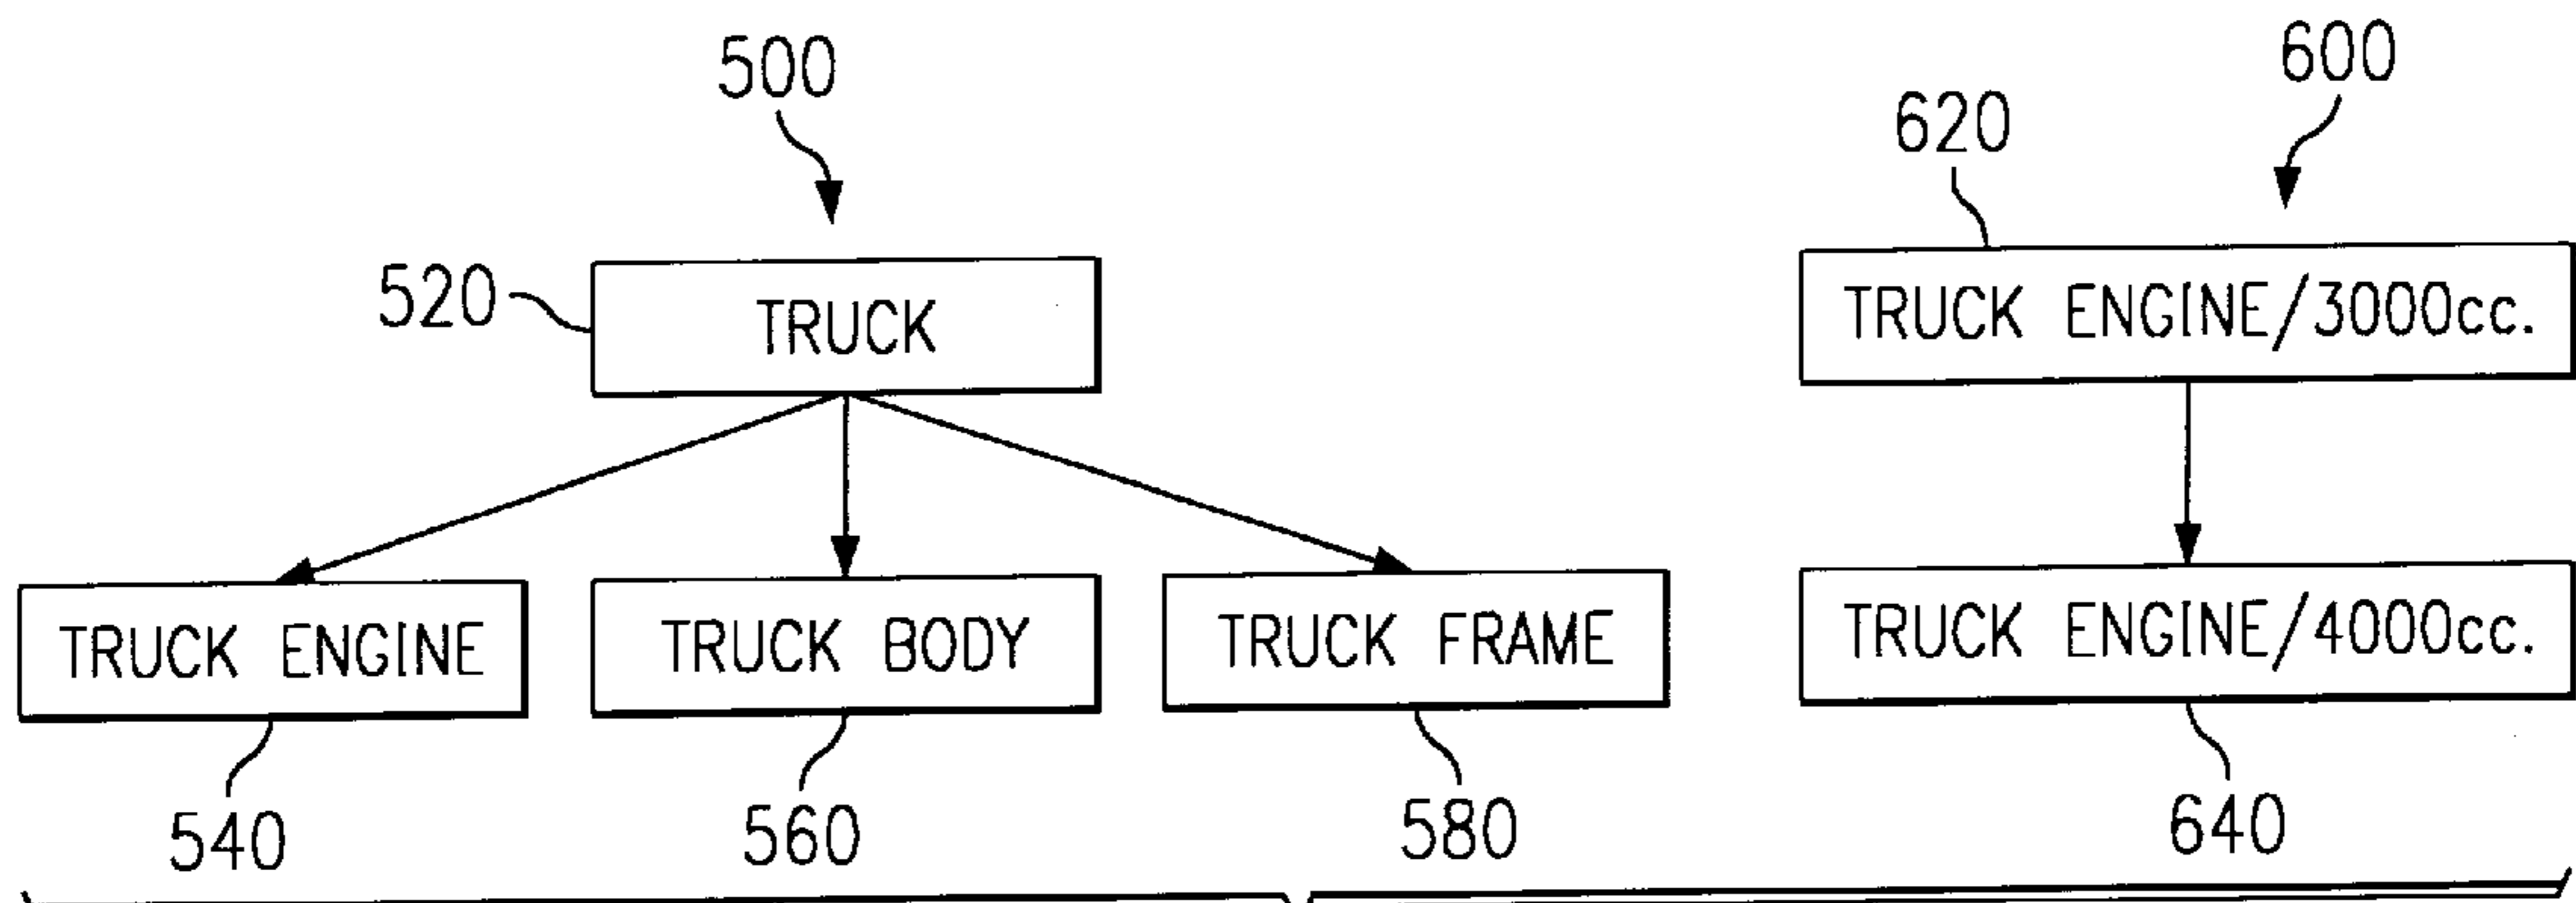 500
600
620
520
TRUCK
TRUCK ENGINE/3000cc.
TRUCK ENGINE
TRUCK BODY
TRUCK FRAME
TRUCK ENGINE/4000cc.
540
560
580
640